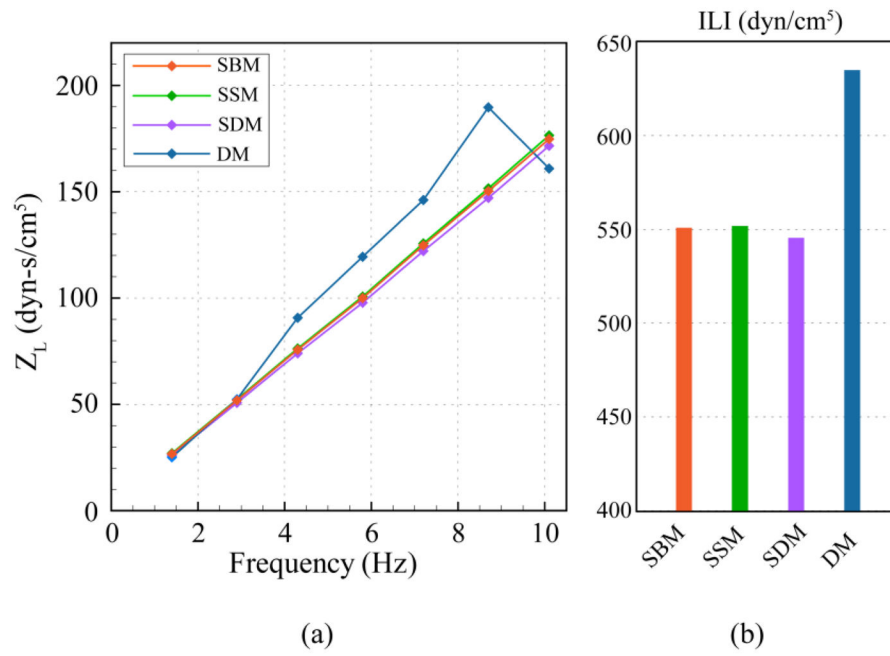 SBM
SSM
SDM
DM
200
150
100
50
0
Z_L (dyn-s/cm⁵)
0 2 4 6 8 10
Frequency (Hz)
(a)
ILI (dyn/cm⁵)
650
600
550
500
450
400
SBM SSM SDM DM
(b)